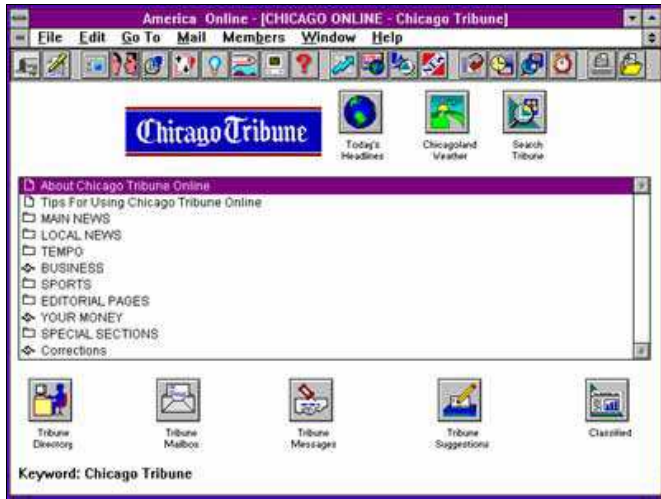 America Online - [CHICAGO ONLINE - Chicago Tribune]
File Edit Go To Mail Members Window Help
Chicago Tribune
Today's Headlines
Chicagoland Weather
Search Tribune
About Chicago Tribune Online
Tips For Using Chicago Tribune Online
MAIN NEWS
LOCAL NEWS
TEMPO
BUSINESS
SPORTS
EDITORIAL PAGES
YOUR MONEY
SPECIAL SECTIONS
Corrections
Tribune Directory
Tribune Mailbox
Tribune Messages
Tribune Suggestions
Classified
Keyword: Chicago Tribune